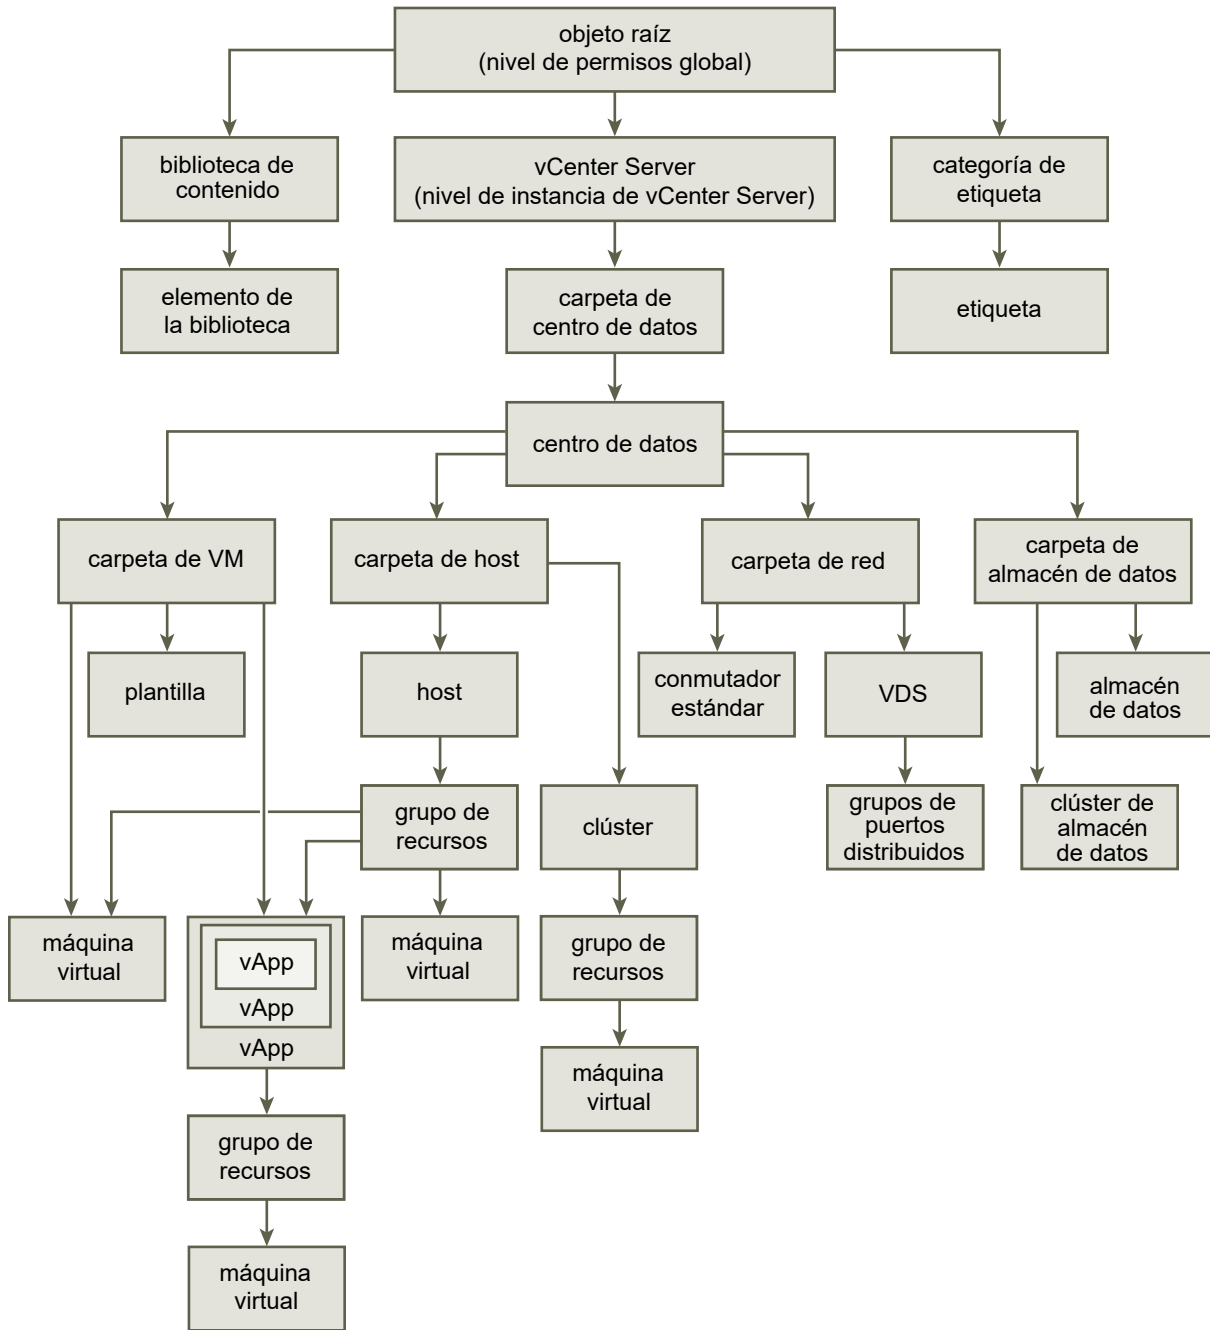 objeto raíz
(nivel de permisos global)
biblioteca de
contenido
vCenter Server
(nivel de instancia de vCenter Server)
categoría de
etiqueta
elemento de
la biblioteca
carpeta de
centro de datos
etiqueta
centro de datos
carpeta de VM
carpeta de host
carpeta de red
carpeta de
almacén de datos
plantilla
host
conmutador
estándar
VDS
almacén
de datos
grupo de
recursos
clúster
grupos de
puertos
distribuidos
clúster de
almacén
de datos
máquina
virtual
vApp
vApp
vApp
máquina
virtual
grupo de
recursos
máquina
virtual
grupo de
recursos
máquina
virtual